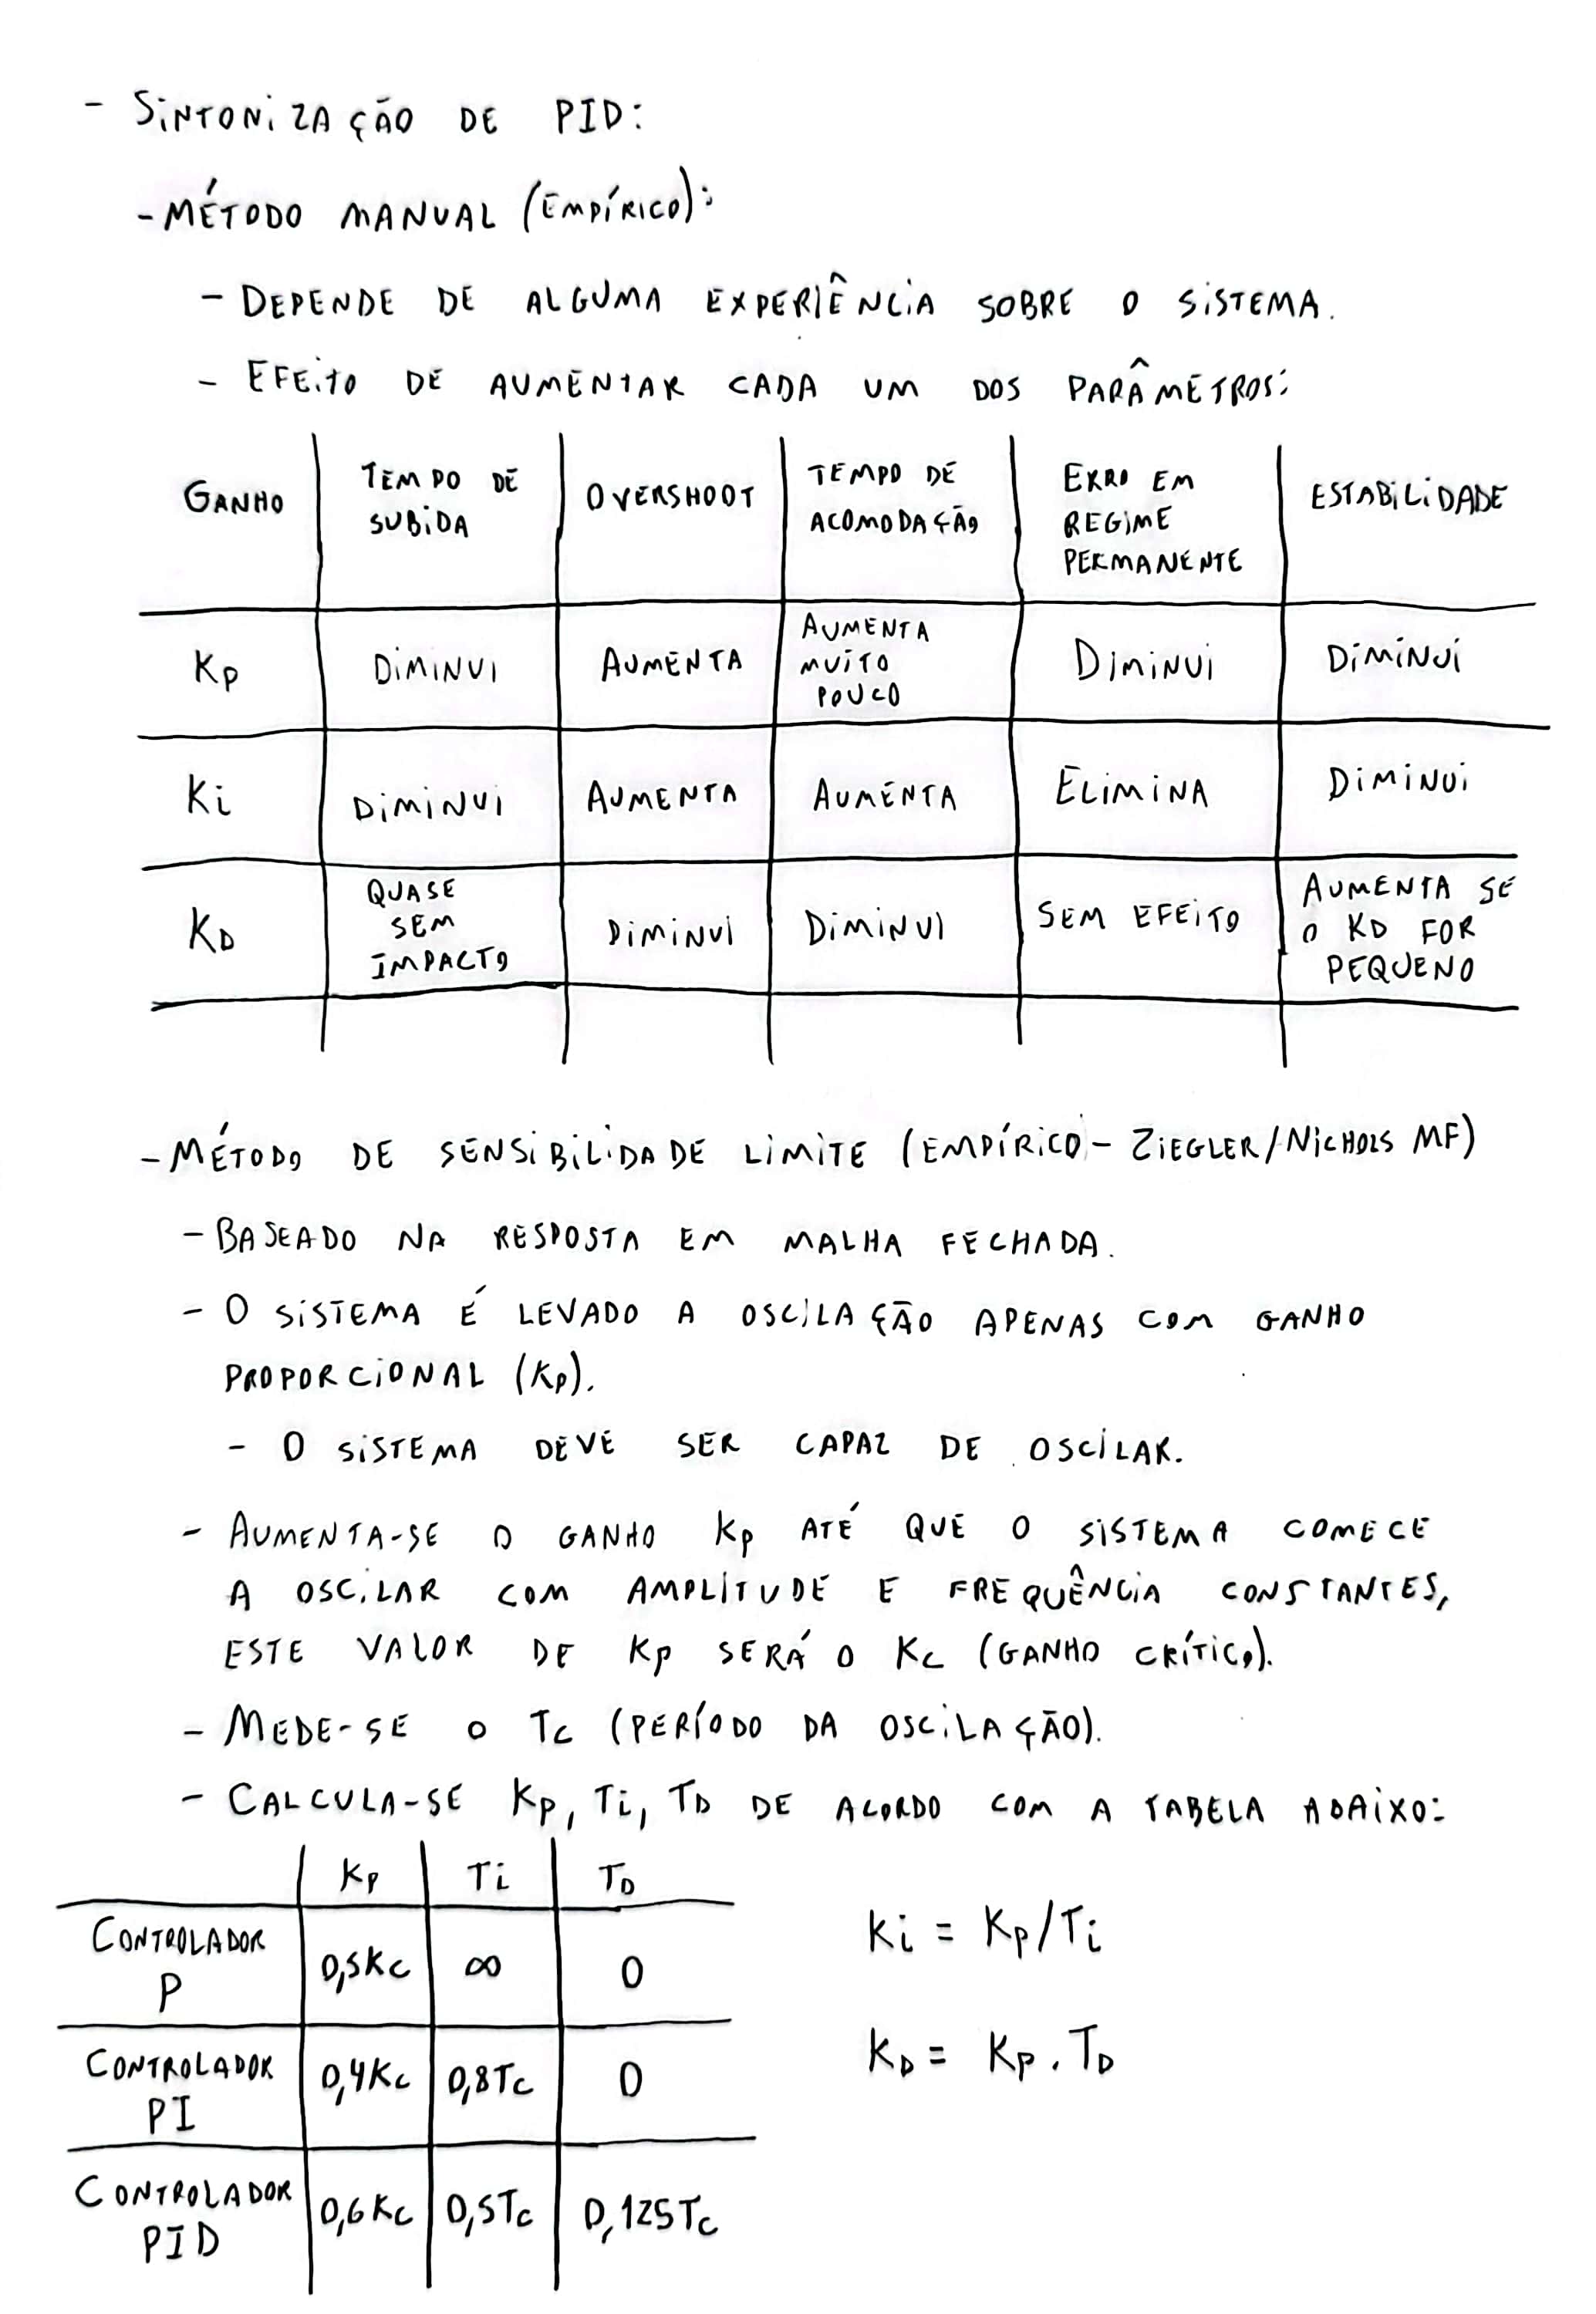 - SINTONIZAÇÃO DE PID:
- MÉTODO MANUAL (EMPÍRICO):
- DEPENDE DE ALGUMA EXPERIÊNCIA SOBRE O SISTEMA.
- EFEITO DE AUMENTAR CADA UM DOS PARÂMETROS:
GANHO | TEMPO DE SUBIDA | OVERSHOOT | TEMPO DE ACOMODAÇÃO | ERRO EM REGIME PERMANENTE | ESTABILIDADE
Kp | DIMINUI | AUMENTA | AUMENTA MUITO POUCO | DIMINUI | DIMINUI
Ki | DIMINUI | AUMENTA | AUMENTA | ELIMINA | DIMINUI
KD | QUASE SEM IMPACTO | DIMINUI | DIMINUI | SEM EFEITO | AUMENTA SE O KD FOR PEQUENO
- MÉTODO DE SENSIBILIDADE LIMITE (EMPÍRICO - ZIEGLER/NICHOLS MF)
- BASEADO NA RESPOSTA EM MALHA FECHADA.
- O SISTEMA É LEVADO A OSCILAÇÃO APENAS COM GANHO
PROPORCIONAL (Kp).
- O SISTEMA DEVE SER CAPAZ DE OSCILAR.
- AUMENTA-SE O GANHO Kp ATÉ QUE O SISTEMA COMECE
A OSCILAR COM AMPLITUDE E FREQUÊNCIA CONSTANTES,
ESTE VALOR DE Kp SERÁ O Kc (GANHO CRÍTICO).
- MEDE-SE O Tc (PERÍODO DA OSCILAÇÃO).
- CALCULA-SE Kp, Ti, TD DE ACORDO COM A TABELA ABAIXO:
Kp | Ti | TD
CONTROLADOR P | 0,5Kc | ∞ | 0
CONTROLADOR PI | 0,4Kc | 0,8Tc | 0
CONTROLADOR PID | 0,6Kc | 0,5Tc | 0,125Tc
Ki = Kp/Ti
KD = Kp . TD